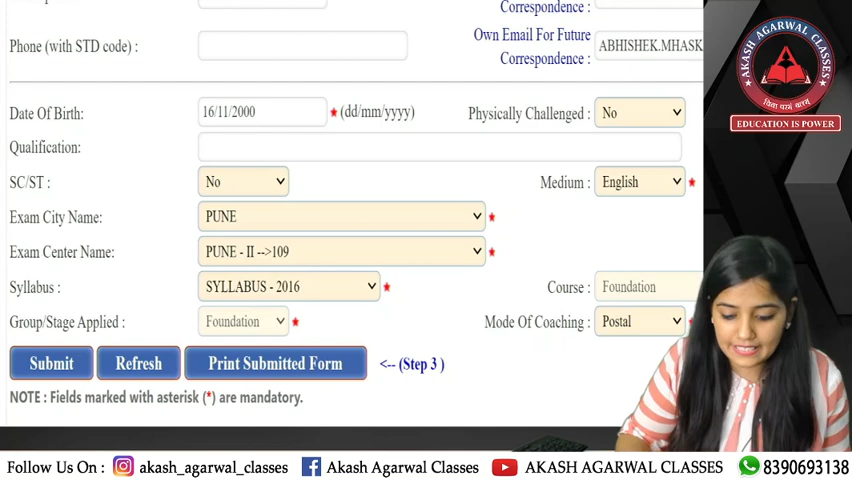 Correspondence :
Phone (with STD code) :
Own Email For Future
Correspondence :
ABHISHEK.MHASK
Date Of Birth:
16/11/2000
* (dd/mm/yyyy)
Physically Challenged :
No
Qualification:
SC/ST :
No
Medium :
English
*
Exam City Name:
PUNE
*
Exam Center Name:
PUNE - II -->109
*
Syllabus :
SYLLABUS - 2016
*
Course :
Foundation
Group/Stage Applied :
Foundation
*
Mode Of Coaching :
Postal
Submit
Refresh
Print Submitted Form
<-- (Step 3 )
NOTE : Fields marked with asterisk (*) are mandatory.
AKASH AGARWAL CLASSES
विद्या परमं बलम
EDUCATION IS POWER
Follow Us On :
akash_agarwal_classes
Akash Agarwal Classes
AKASH AGARWAL CLASSES
8390693138